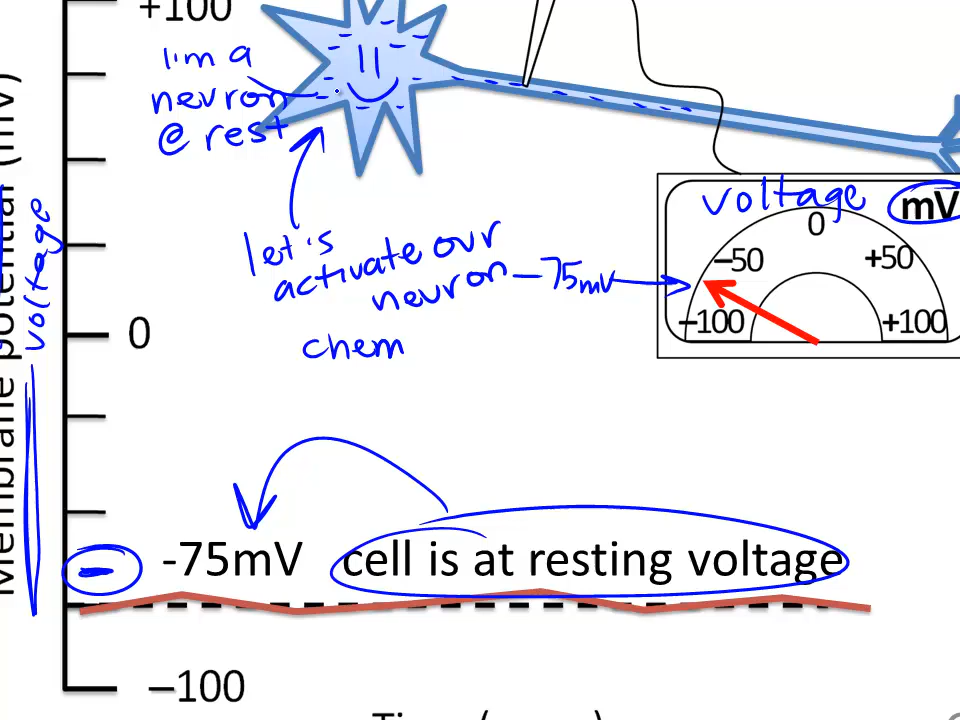 +100
I'm a
neuron
@ rest
Membrane potential (mV)
voltage
let's
activate our
neuron
chem
-75mV
voltage
mV
0
–50
+50
–100
+100
0
-75mV cell is at resting voltage
–
–100